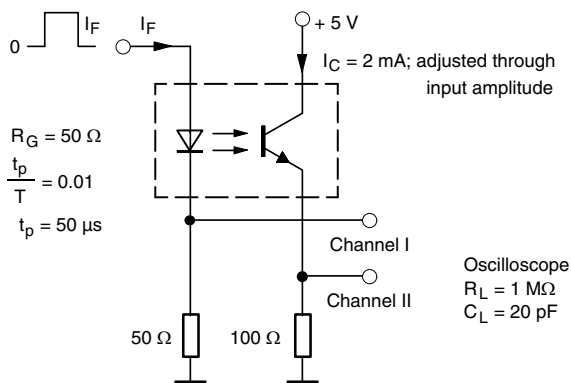 0
I_F
I_F
+ 5 V
I_C = 2 mA; adjusted through
input amplitude
R_G = 50 Ω
t_p
T
= 0.01
t_p = 50 µs
Channel I
Channel II
50 Ω
100 Ω
Oscilloscope
R_L = 1 MΩ
C_L = 20 pF